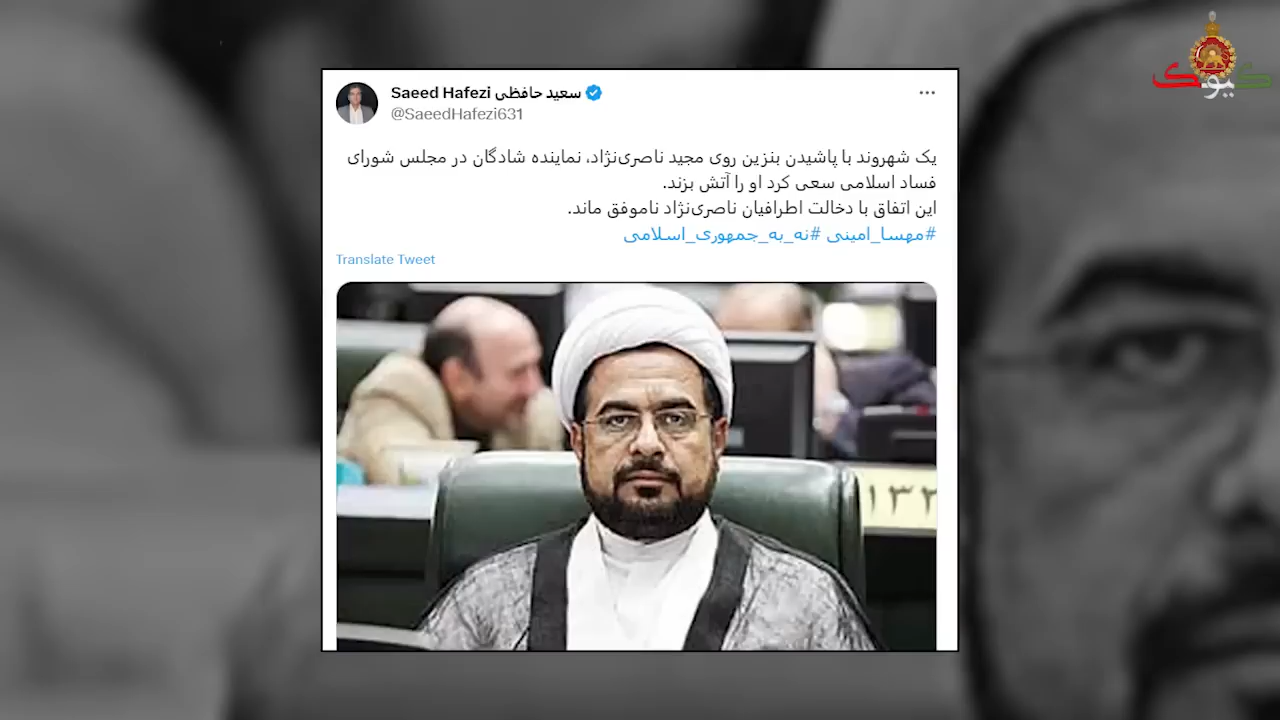 Saeed Hafezi سعید حافظی
@SaeedHafezi631
یک شهروند با پاشیدن بنزین روی مجید ناصری‌نژاد، نماینده شادگان در مجلس شورای
فساد اسلامی سعی کرد او را آتش بزند.
این اتفاق با دخالت اطرافیان ناصری‌نژاد ناموفق ماند.
#مهسا_امینی #نه_به_جمهوری_اسلامی
Translate Tweet
۱۳۳
کیوسک